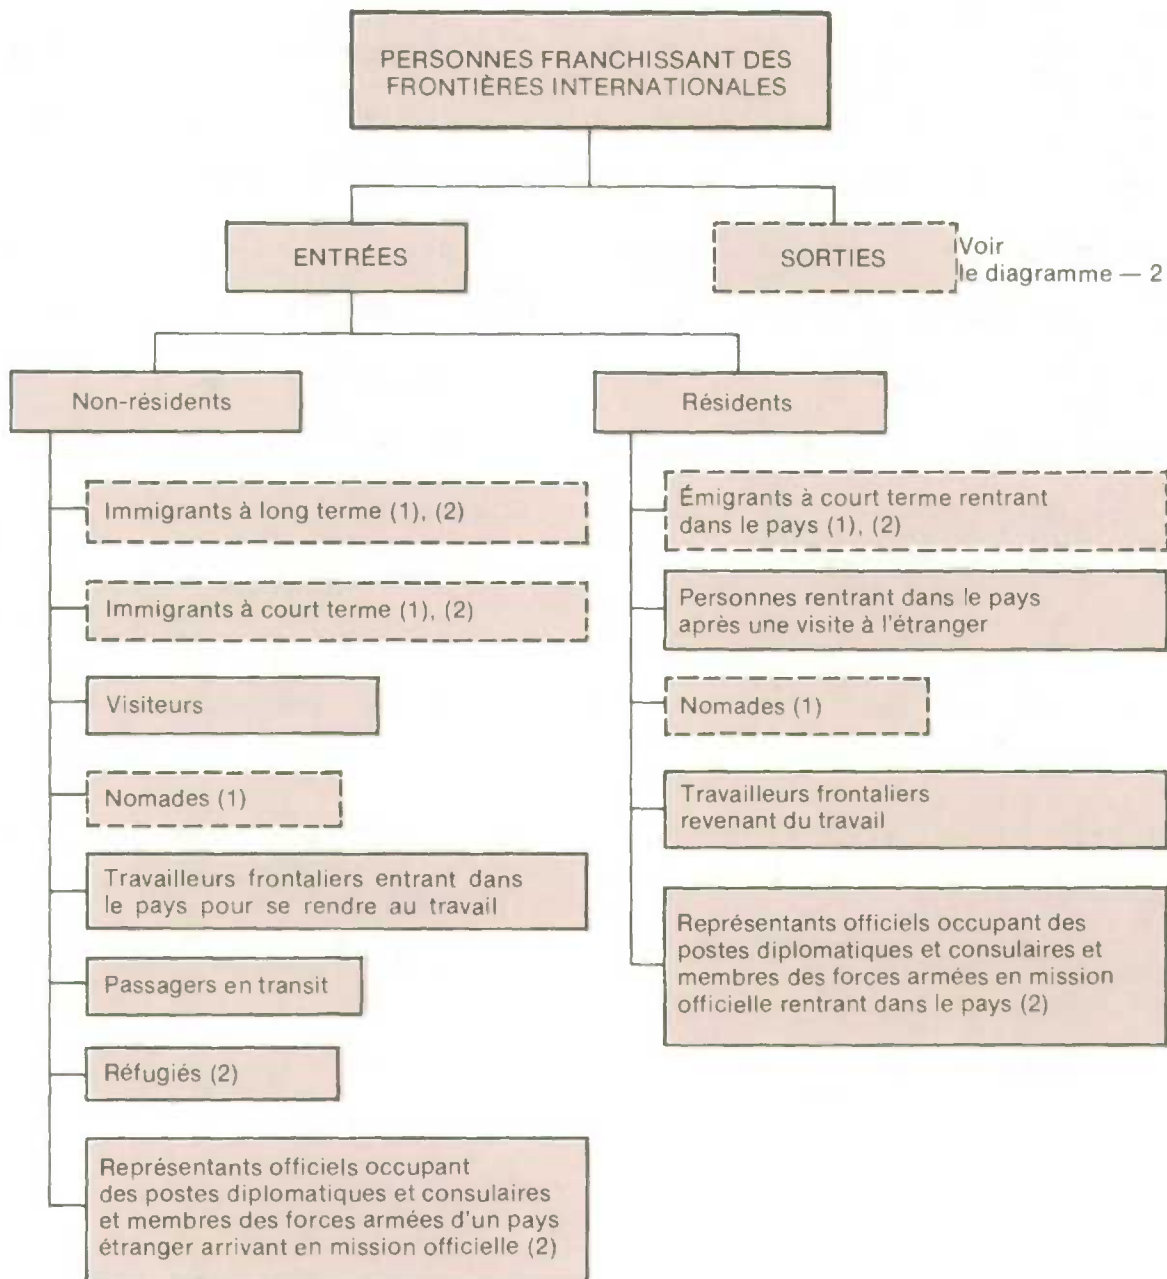 PERSONNES FRANCHISSANT DES
FRONTIÈRES INTERNATIONALES
ENTRÉES
SORTIES
Voir
le diagramme — 2
Non-résidents
Immigrants à long terme (1), (2)
Immigrants à court terme (1), (2)
Visiteurs
Nomades (1)
Travailleurs frontaliers entrant dans
le pays pour se rendre au travail
Passagers en transit
Réfugiés (2)
Représentants officiels occupant
des postes diplomatiques et consulaires
et membres des forces armées d'un pays
étranger arrivant en mission officielle (2)
Résidents
Émigrants à court terme rentrant
dans le pays (1), (2)
Personnes rentrant dans le pays
après une visite à l'étranger
Nomades (1)
Travailleurs frontaliers
revenant du travail
Représentants officiels occupant des
postes diplomatiques et consulaires et
membres des forces armées en mission
officielle rentrant dans le pays (2)